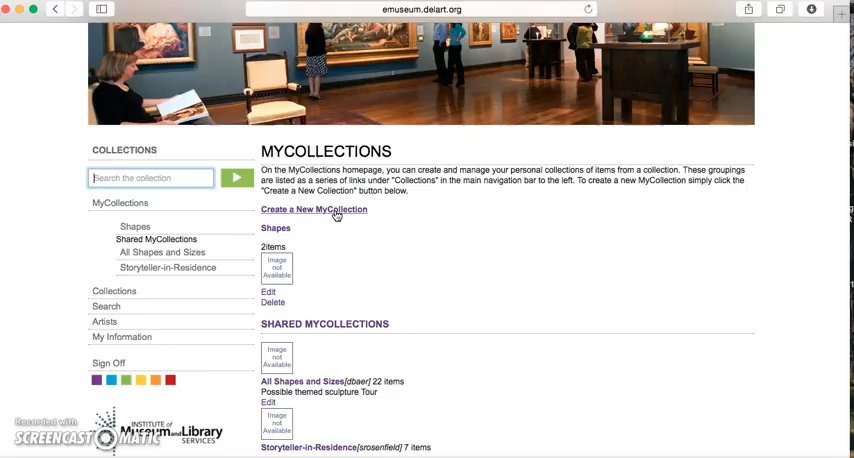 emuseum.delart.org
COLLECTIONS
Search the collection
MyCollections
Shapes
Shared MyCollections
All Shapes and Sizes
Storyteller-in-Residence
Collections
Search
Artists
My Information
Sign Off
INSTITUTE of
Museum and Library
SERVICES
Recorded with
SCREENCAST MATIC
MYCOLLECTIONS
On the MyCollections homepage, you can create and manage your personal collections of items from a collection. These groupings
are listed as a series of links under "Collections" in the main navigation bar to the left. To create a new MyCollection simply click the
"Create a New Collection" button below.
Create a New MyCollection
Shapes
2items
Image
not
Available
Edit
Delete
SHARED MYCOLLECTIONS
Image
not
Available
All Shapes and Sizes[dbaer] 22 items
Possible themed sculpture Tour
Edit
Image
not
Available
Storyteller-in-Residence[srosenfield] 7 items